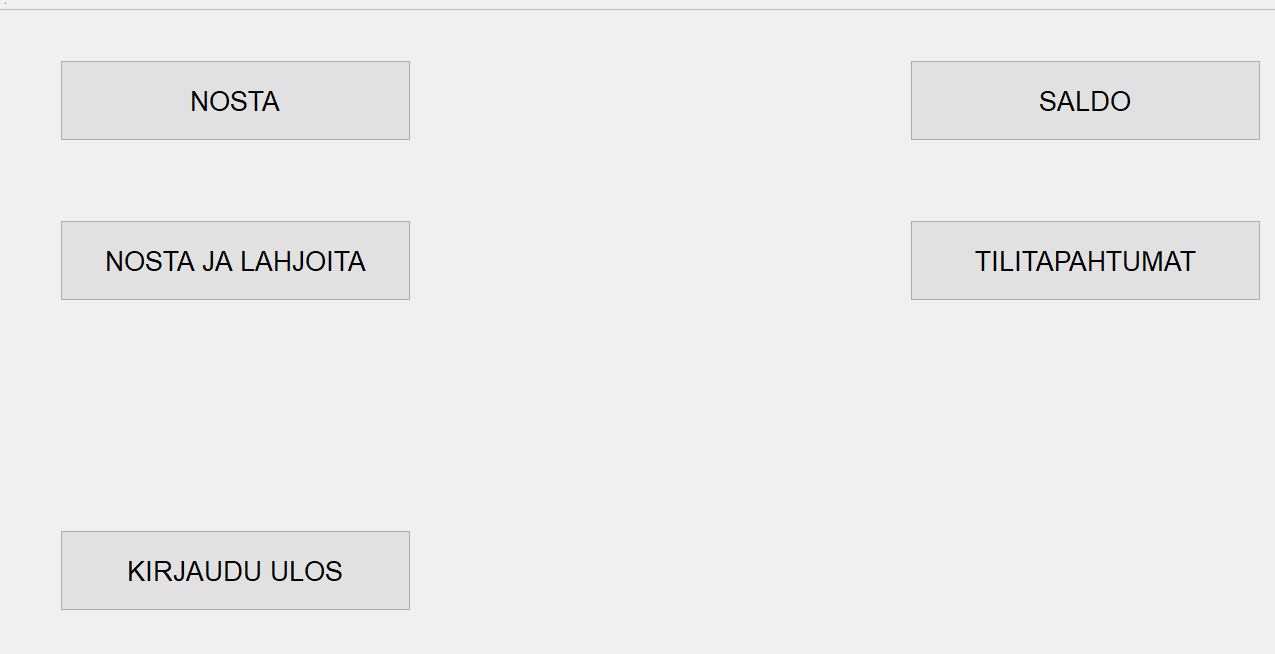 NOSTA
SALDO
NOSTA JA LAHJOITA
TILITAPAHTUMAT
KIRJAUDU ULOS